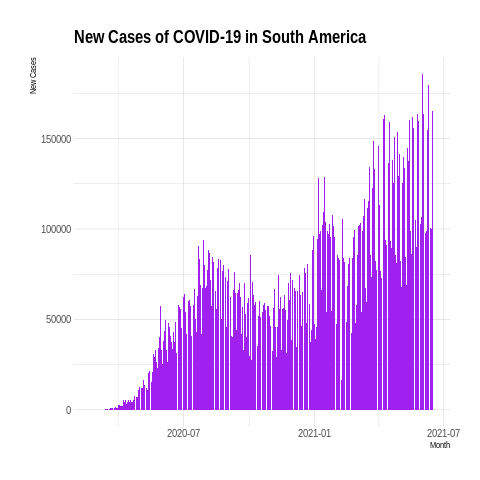 New Cases of COVID-19 in South America
New Cases
150000
100000
50000
0
2020-07
2021-01
2021-07
Month